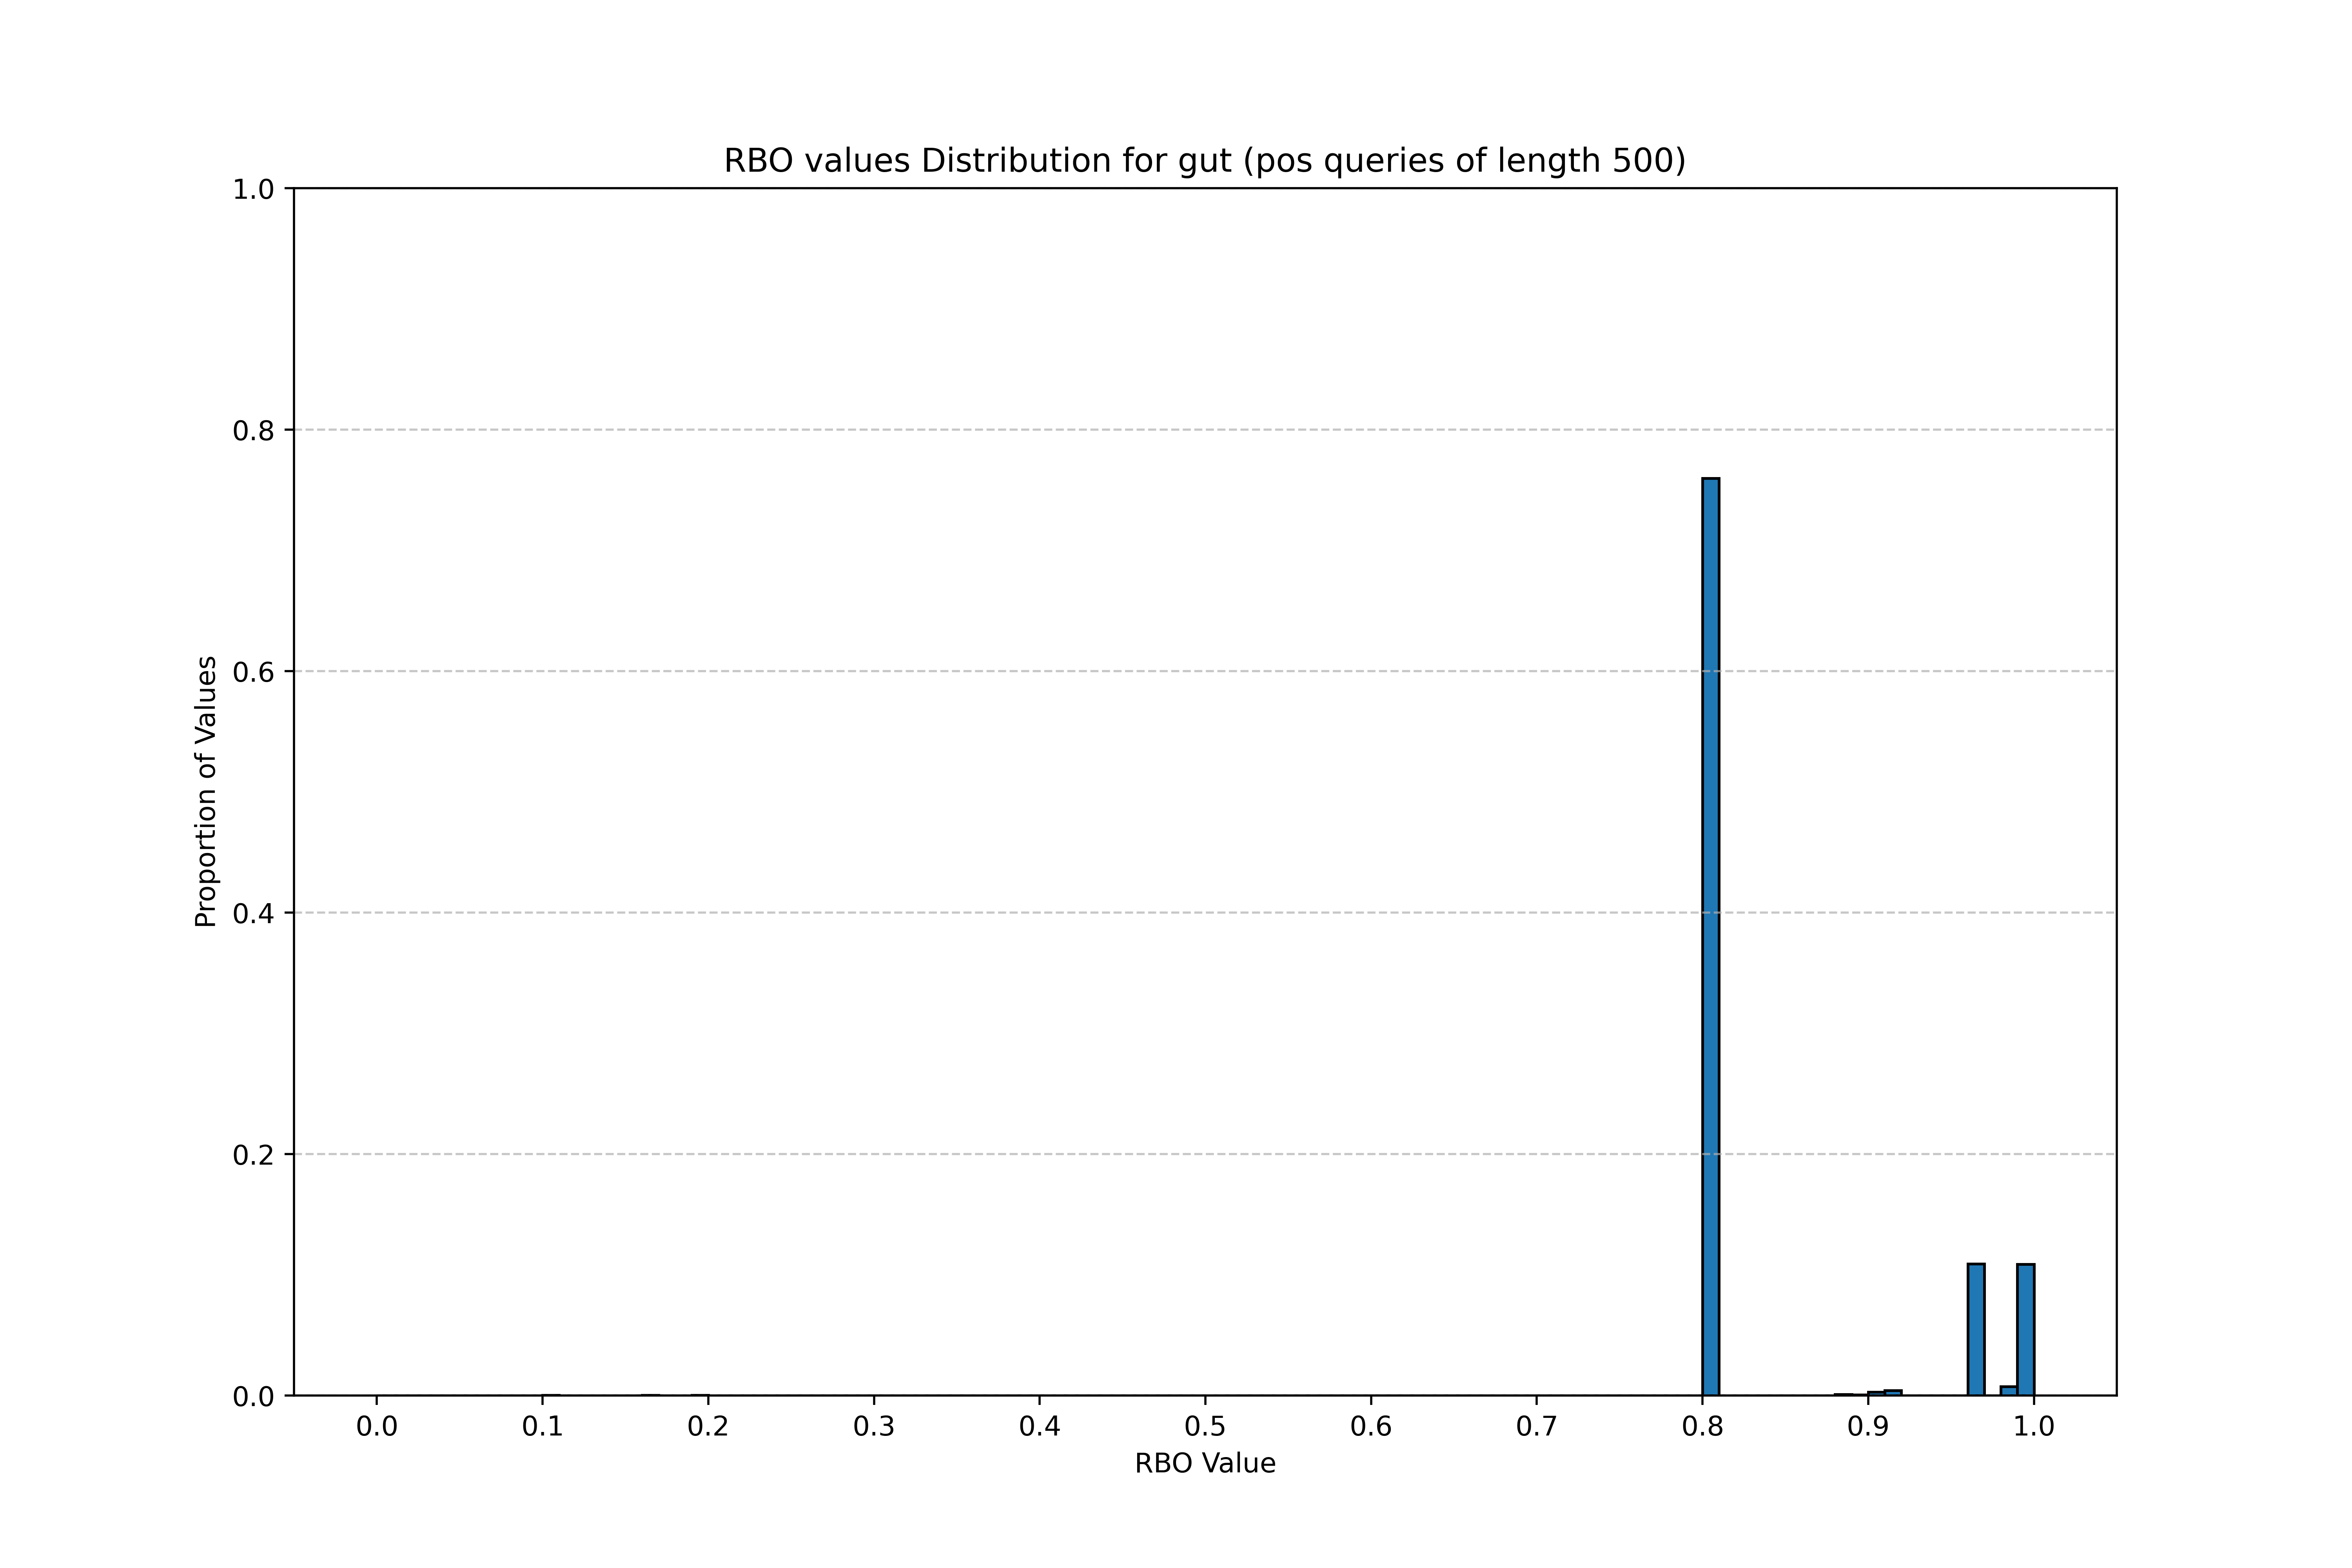 RBO values Distribution for gut (pos queries of length 500)
1.0
0.8
0.6
0.4
0.2
0.0
Proportion of Values
0.0 0.1 0.2 0.3 0.4 0.5 0.6 0.7 0.8 0.9 1.0
RBO Value